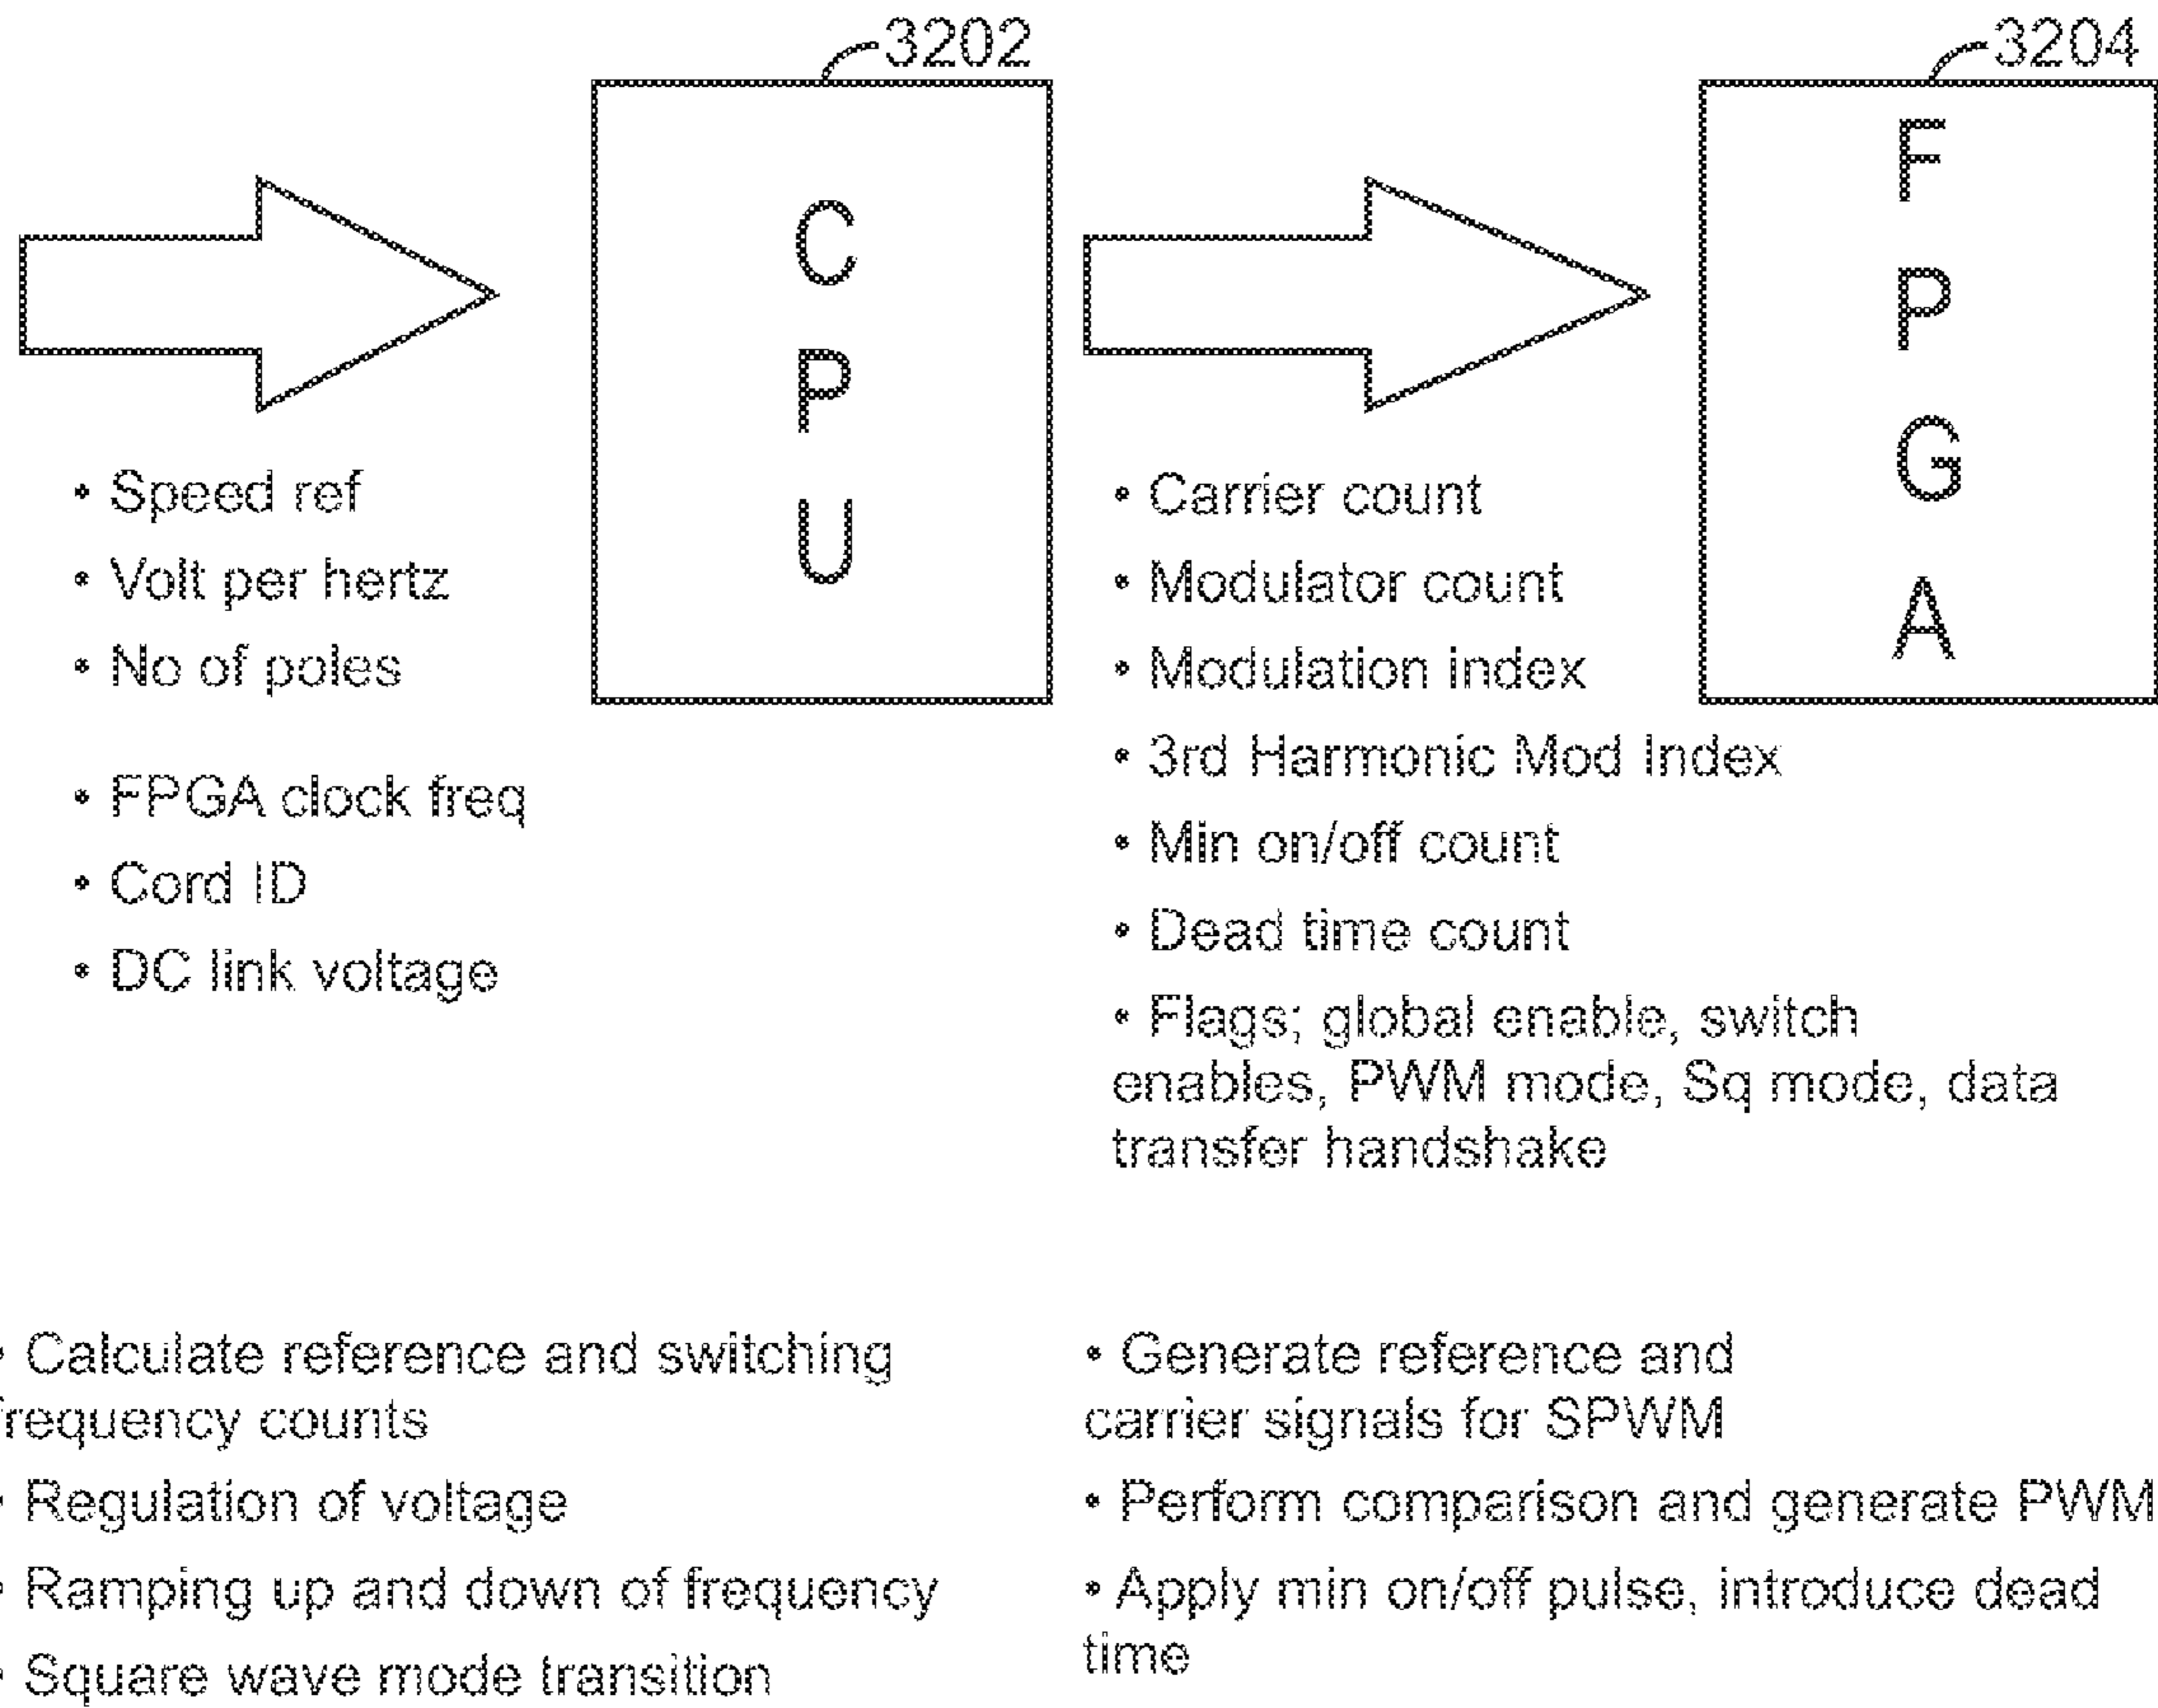 3202
3204
C
P
U
F
P
G
A
• Speed ref
• Volt per hertz
• No of poles
• FPGA clock freq
• Cord ID
• DC link voltage
• Carrier count
• Modulator count
• Modulation index
• 3rd Harmonic Mod Index
• Min on/off count
• Dead time count
• Flags; global enable, switch
enables, PWM mode, Sq mode, data
transfer handshake
• Calculate reference and switching
frequency counts
• Regulation of voltage
• Ramping up and down of frequency
• Square wave mode transition
• Generate reference and
carrier signals for SPWM
• Perform comparison and generate PWM
• Apply min on/off pulse, introduce dead
time